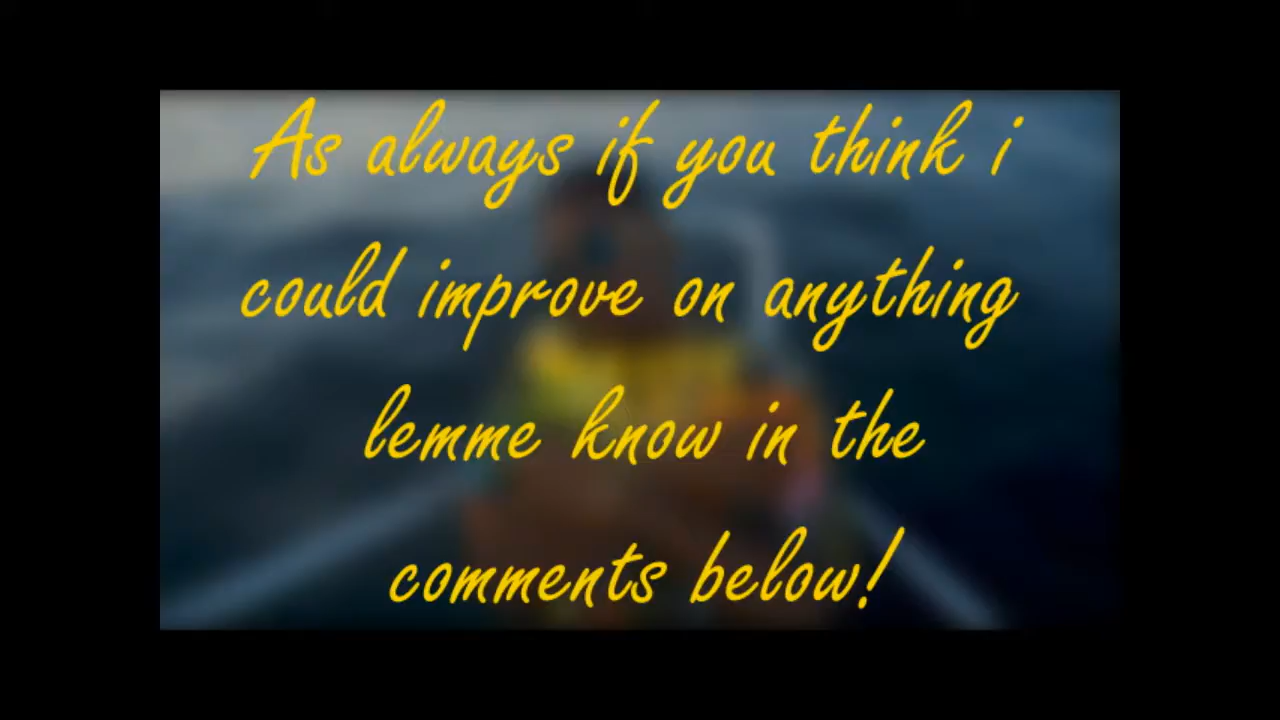 As always if you think i
could improve on anything
lemme know in the
comments below!